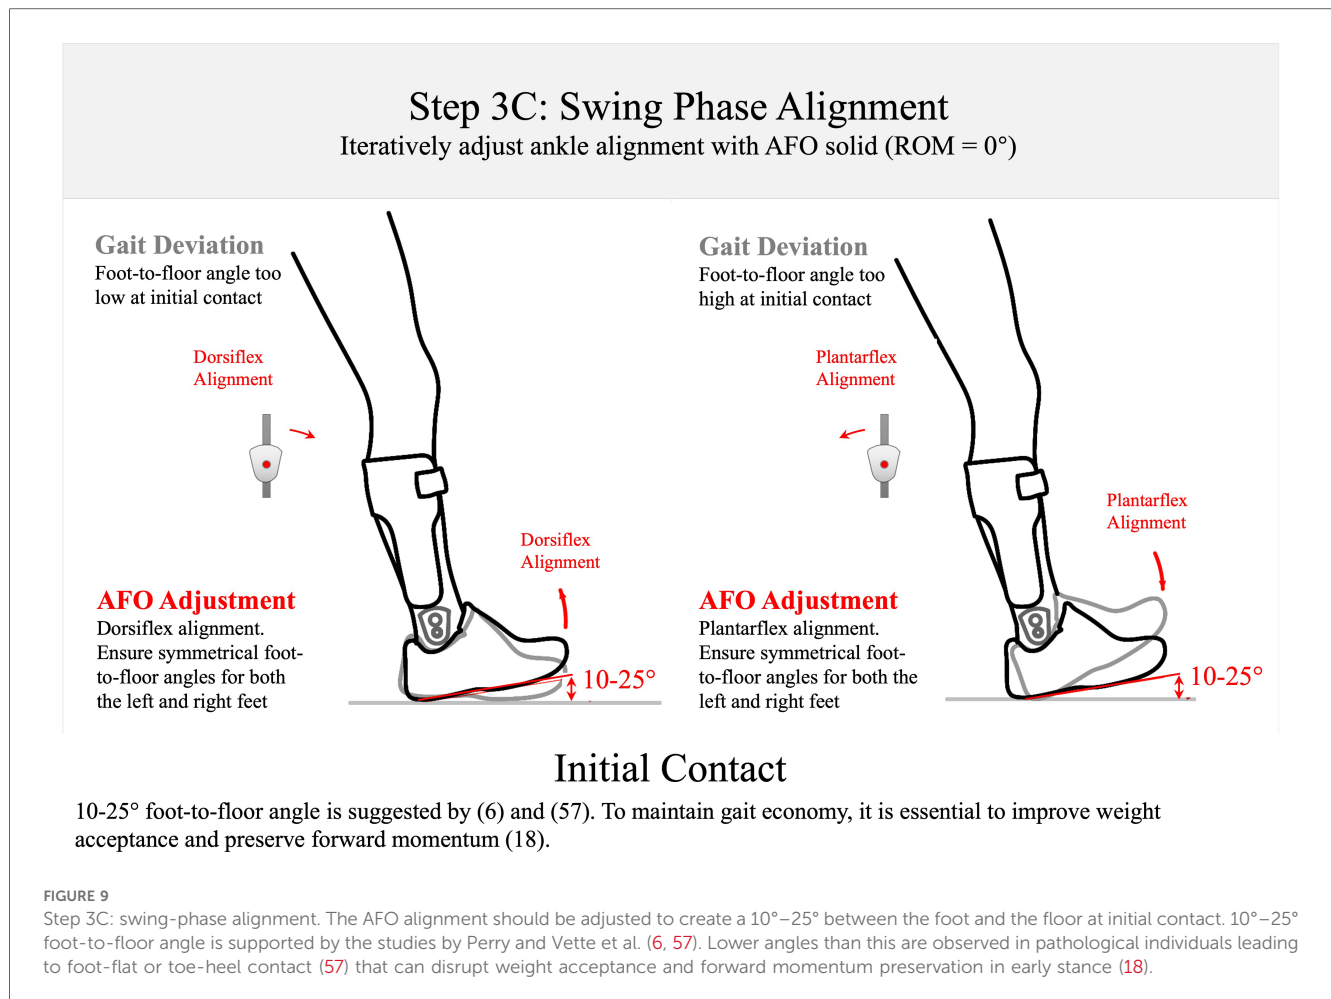 Step 3C: Swing Phase Alignment
Iteratively adjust ankle alignment with AFO solid (ROM = 0°)
Gait Deviation
Foot-to-floor angle too
low at initial contact
Dorsiflex
Alignment
Dorsiflex
Alignment
AFO Adjustment
Dorsiflex alignment.
Ensure symmetrical foot-
to-floor angles for both
the left and right feet
10-25°
Gait Deviation
Foot-to-floor angle too
high at initial contact
Plantarflex
Alignment
Plantarflex
Alignment
AFO Adjustment
Plantarflex alignment.
Ensure symmetrical foot-
to-floor angles for both the
left and right feet
10-25°
Initial Contact
10-25° foot-to-floor angle is suggested by (6) and (57). To maintain gait economy, it is essential to improve weight
acceptance and preserve forward momentum (18).
FIGURE 9
Step 3C: swing-phase alignment. The AFO alignment should be adjusted to create a 10°–25° between the foot and the floor at initial contact. 10°–25°
foot-to-floor angle is supported by the studies by Perry and Vette et al. (6, 57). Lower angles than this are observed in pathological individuals leading
to foot-flat or toe-heel contact (57) that can disrupt weight acceptance and forward momentum preservation in early stance (18).